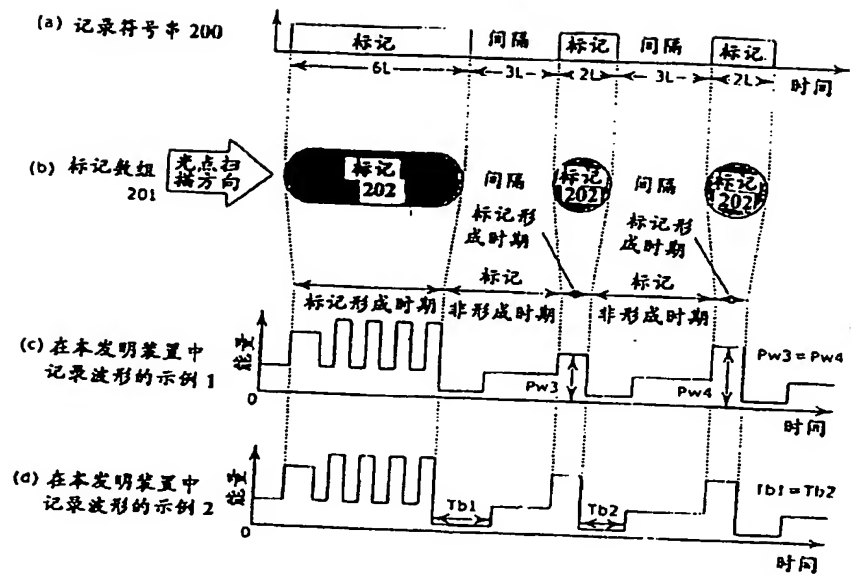 (a) 记录符号串 200
标记 间隔 标记 间隔 标记
6L 3L 2L 3L 2L 时间
(b) 标记数组
201
光点扫
描方向
标记
202
间隔
标记
202
间隔
标记
202
标记形
成时期
标记形
成时期
标记形成时期
标记
非形成时期
标记
非形成时期
(c) 在本发明装置中
记录波形的示例 1
能量
0
Pw3
Pw4
Pw3=Pw4
时间
(d) 在本发明装置中
记录波形的示例 2
能量
0
Tb1
Tb2
Tb1=Tb2
时间